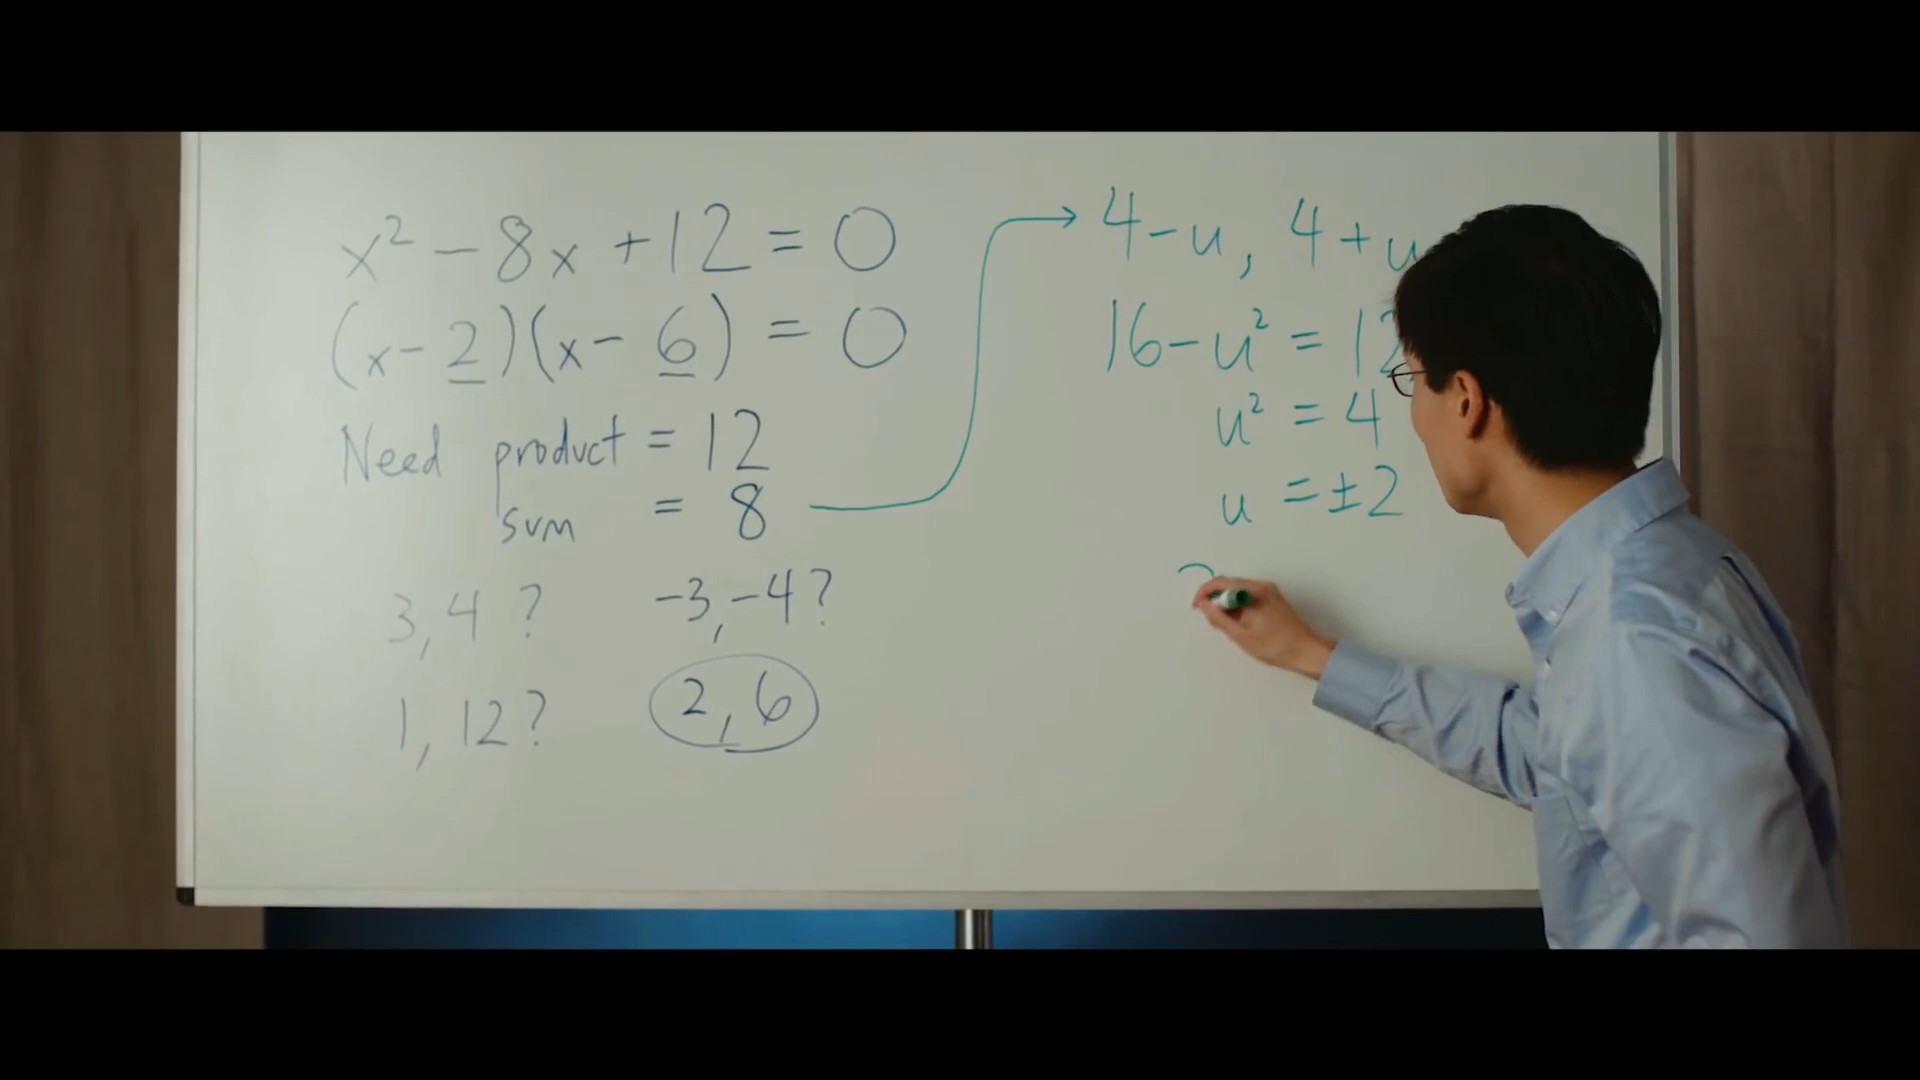 x² - 8x + 12 = 0
(x - 2)(x - 6) = 0
Need product = 12
sum = 8
3, 4 ? -3, -4 ?
1, 12 ? 2, 6
4 - u, 4 + u
16 - u² = 12
u² = 4
u = ±2